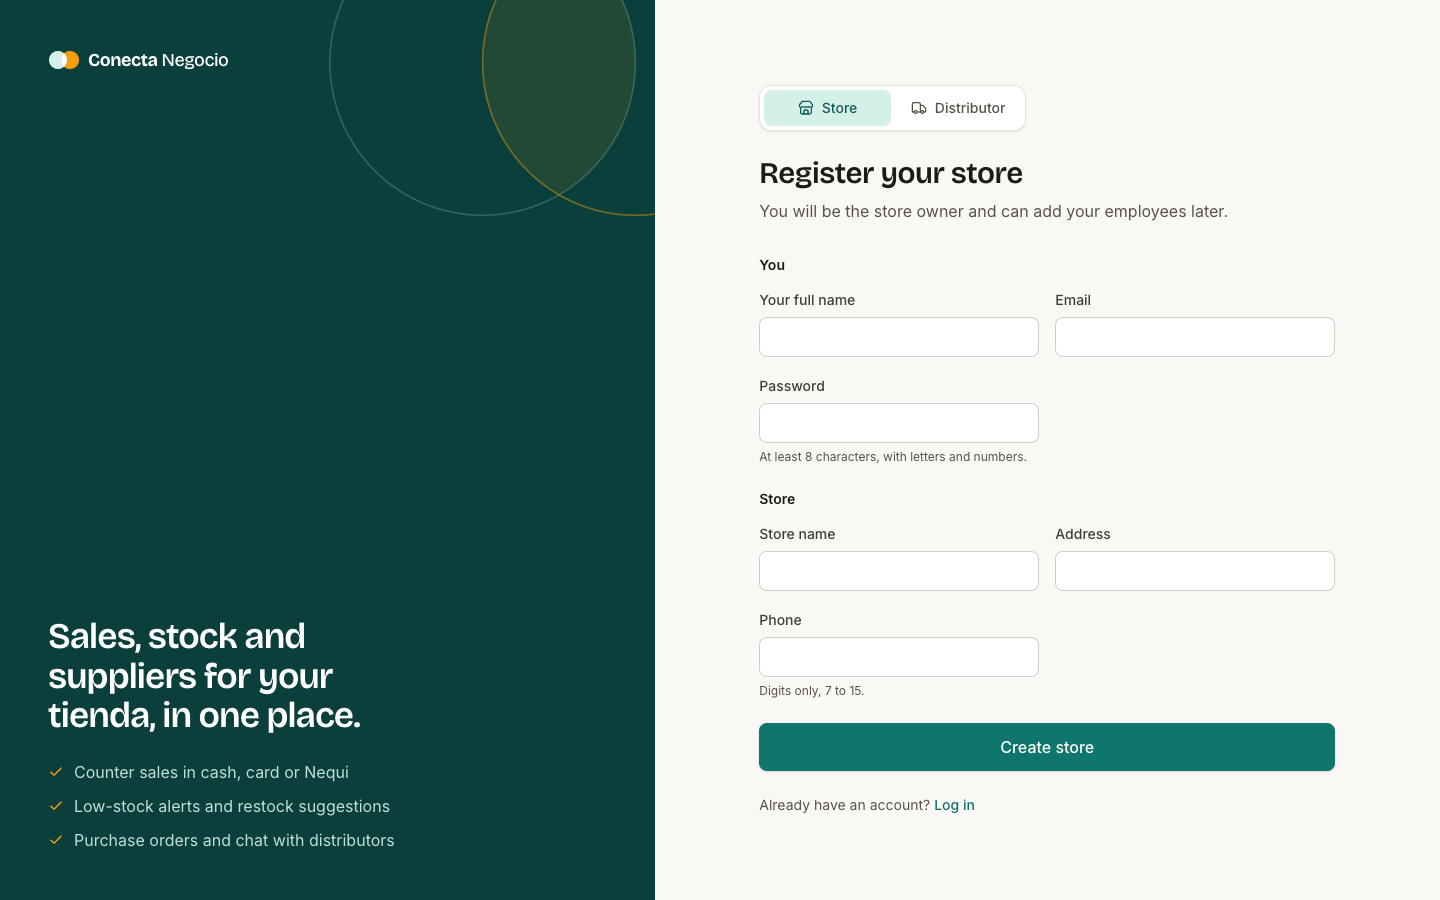 Conecta Negocio
Sales, stock and
suppliers for your
tienda, in one place.
Counter sales in cash, card or Nequi
Low-stock alerts and restock suggestions
Purchase orders and chat with distributors
Store
Distributor
Register your store
You will be the store owner and can add your employees later.
You
Your full name
Email
Password
At least 8 characters, with letters and numbers.
Store
Store name
Address
Phone
Digits only, 7 to 15.
Create store
Already have an account? Log in